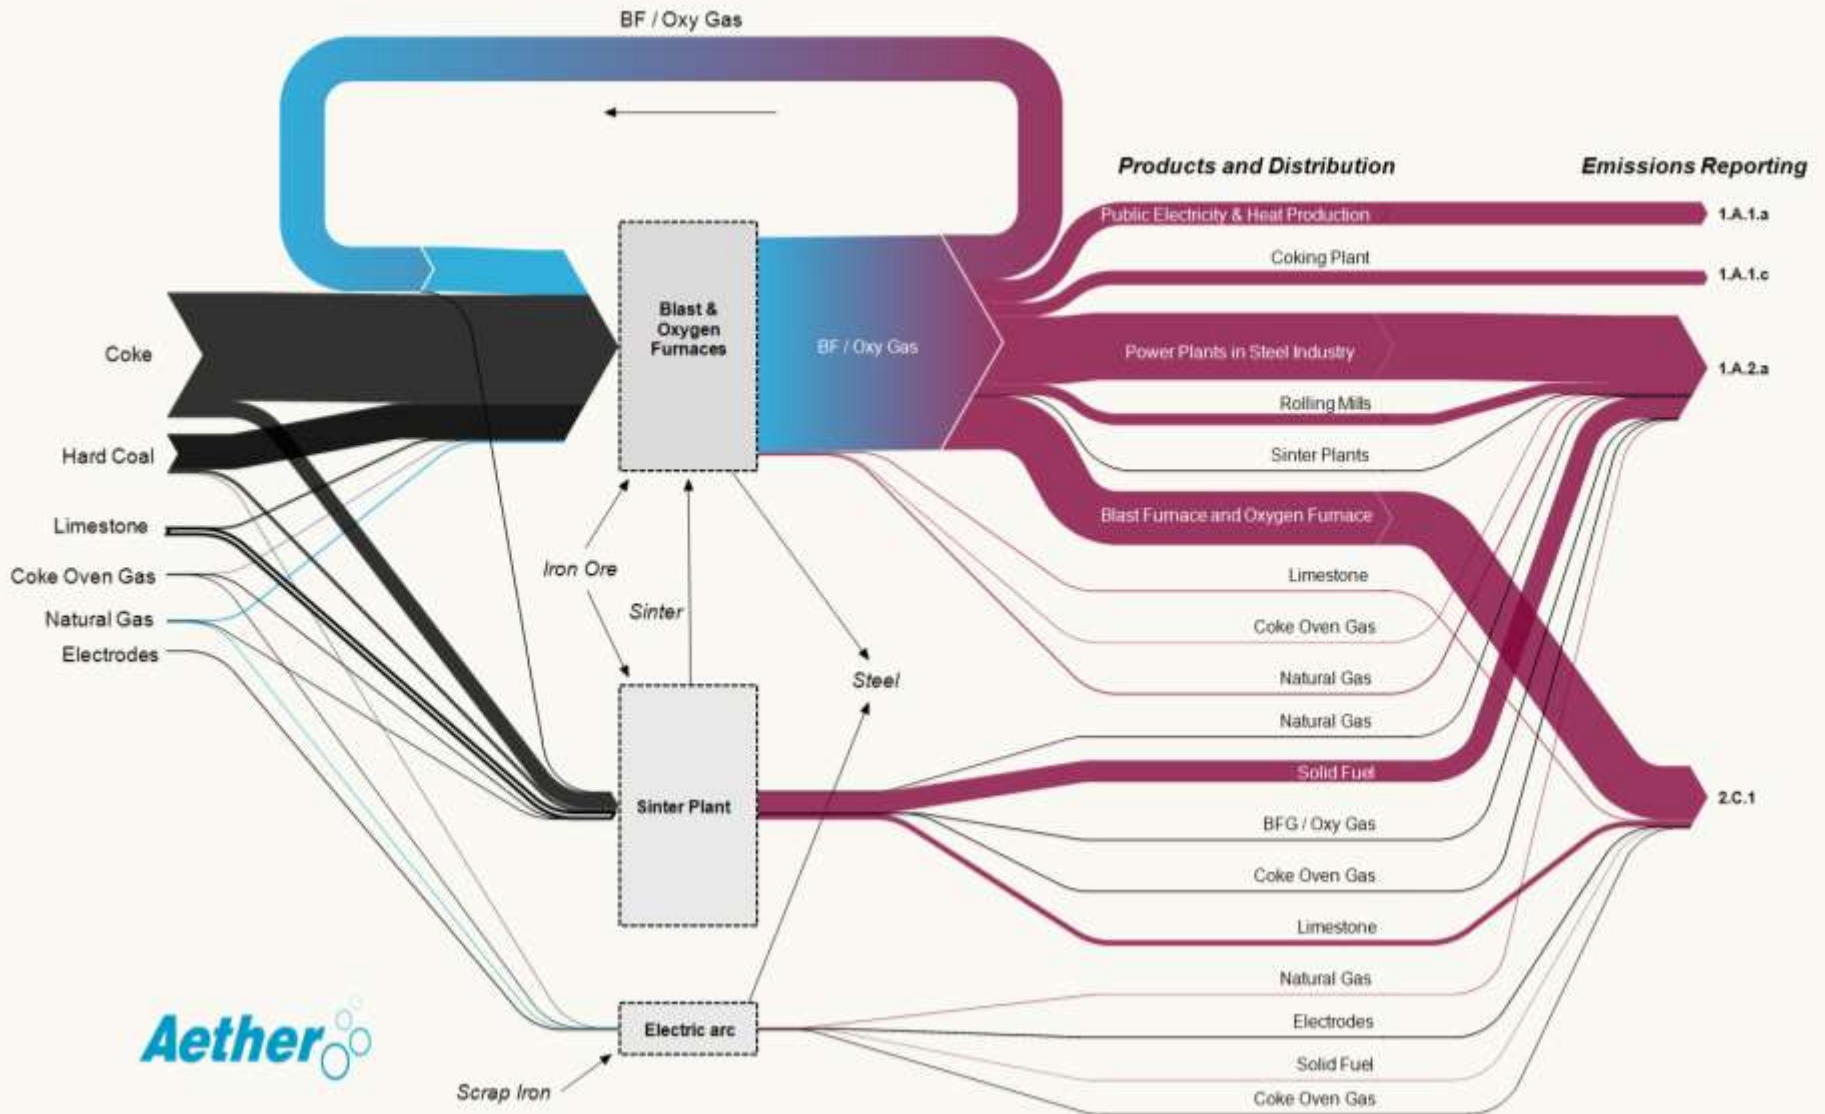 BF / Oxy Gas
Products and Distribution
Emissions Reporting
Public Electricity & Heat Production
1.A.1.a
Coking Plant
1.A.1.c
Blast &
Oxygen
Furnaces
BF / Oxy Gas
Coke
Power Plants in Steel Industry
1.A.2.a
Rolling Mills
Hard Coal
Sinter Plants
Limestone
Blast Furnace and Oxygen Furnace
Coke Oven Gas
Iron Ore
Limestone
Natural Gas
Sinter
Coke Oven Gas
Electrodes
Steel
Natural Gas
Natural Gas
Solid Fuel
Sinter Plant
2.C.1
BFG / Oxy Gas
Coke Oven Gas
Limestone
Natural Gas
Aether
Electric arc
Electrodes
Solid Fuel
Scrap Iron
Coke Oven Gas